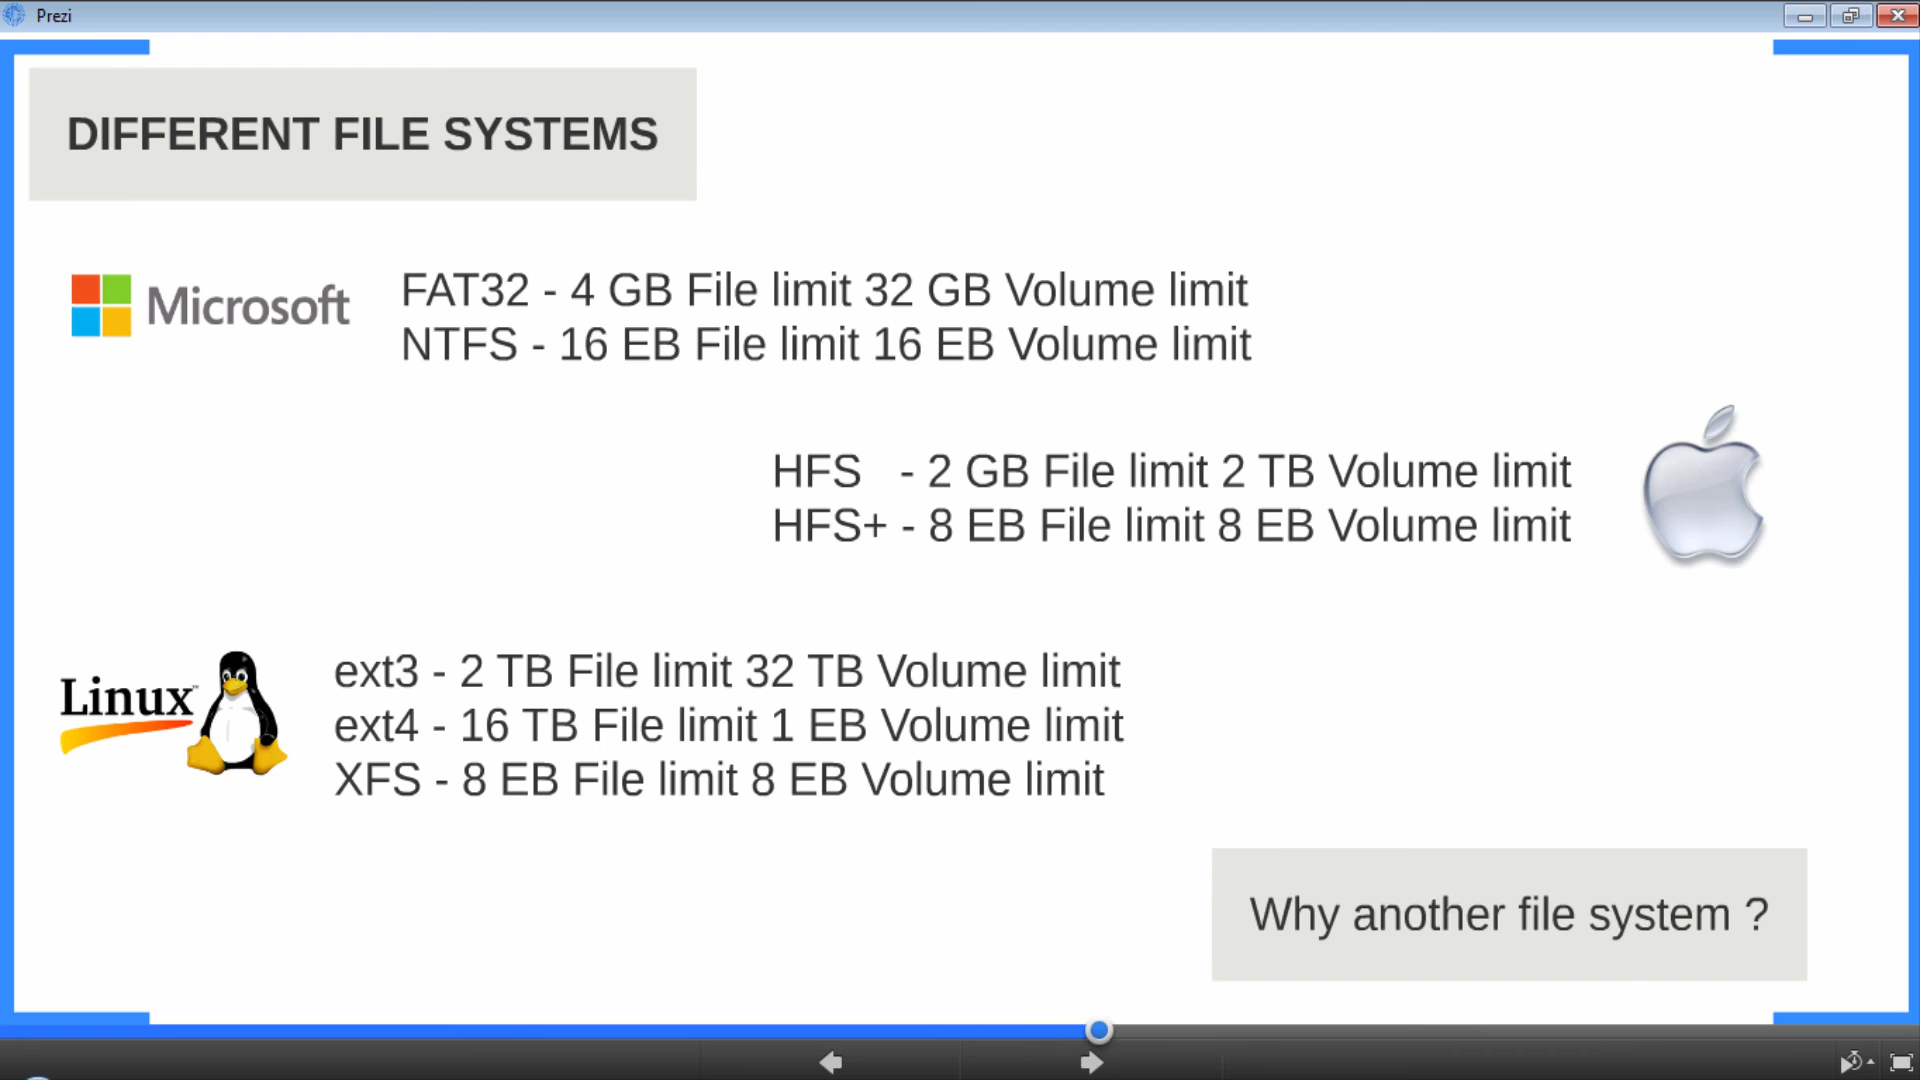 Prezi
DIFFERENT FILE SYSTEMS
Microsoft
FAT32 - 4 GB File limit 32 GB Volume limit
NTFS - 16 EB File limit 16 EB Volume limit
HFS - 2 GB File limit 2 TB Volume limit
HFS+ - 8 EB File limit 8 EB Volume limit
Linux™
ext3 - 2 TB File limit 32 TB Volume limit
ext4 - 16 TB File limit 1 EB Volume limit
XFS - 8 EB File limit 8 EB Volume limit
Why another file system ?